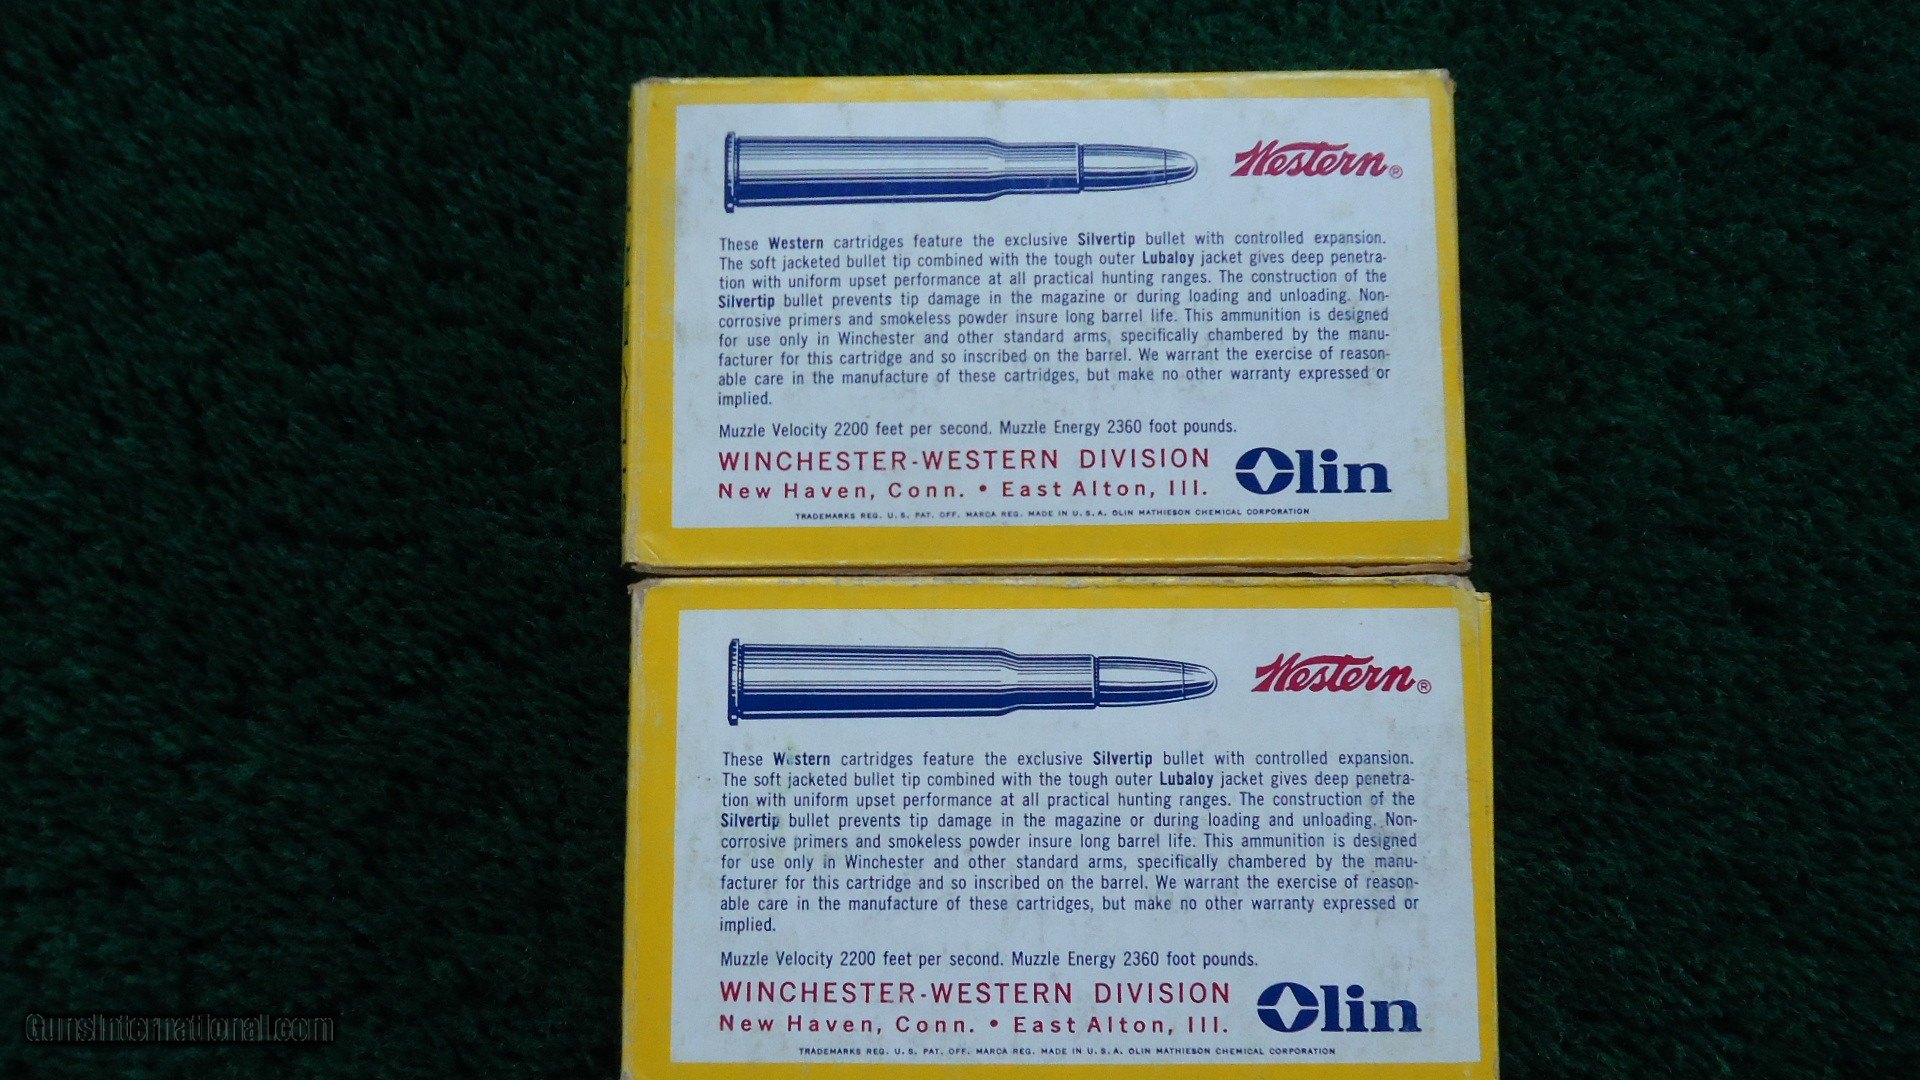 Western®
These Western cartridges feature the exclusive Silvertip bullet with controlled expansion.
The soft jacketed bullet tip combined with the tough outer Lubaloy jacket gives deep penetra-
tion with uniform upset performance at all practical hunting ranges. The construction of the
Silvertip bullet prevents tip damage in the magazine or during loading and unloading. Non-
corrosive primers and smokeless powder insure long barrel life. This ammunition is designed
for use only in Winchester and other standard arms, specifically chambered by the manu-
facturer for this cartridge and so inscribed on the barrel. We warrant the exercise of reason-
able care in the manufacture of these cartridges, but make no other warranty expressed or
implied.
Muzzle Velocity 2200 feet per second. Muzzle Energy 2360 foot pounds.
WINCHESTER-WESTERN DIVISION
New Haven, Conn. • East Alton, Ill.
Olin
TRADEMARKS REG. U. S. PAT. OFF. MARCA REG. MADE IN U. S. A. OLIN MATHIESON CHEMICAL CORPORATION
Western®
These Western cartridges feature the exclusive Silvertip bullet with controlled expansion.
The soft jacketed bullet tip combined with the tough outer Lubaloy jacket gives deep penetra-
tion with uniform upset performance at all practical hunting ranges. The construction of the
Silvertip bullet prevents tip damage in the magazine or during loading and unloading. Non-
corrosive primers and smokeless powder insure long barrel life. This ammunition is designed
for use only in Winchester and other standard arms, specifically chambered by the manu-
facturer for this cartridge and so inscribed on the barrel. We warrant the exercise of reason-
able care in the manufacture of these cartridges, but make no other warranty expressed or
implied.
Muzzle Velocity 2200 feet per second. Muzzle Energy 2360 foot pounds.
WINCHESTER-WESTERN DIVISION
New Haven, Conn. • East Alton, Ill.
Olin
TRADEMARKS REG. U. S. PAT. OFF. MARCA REG. MADE IN U. S. A. OLIN MATHIESON CHEMICAL CORPORATION
GunsInternational.com